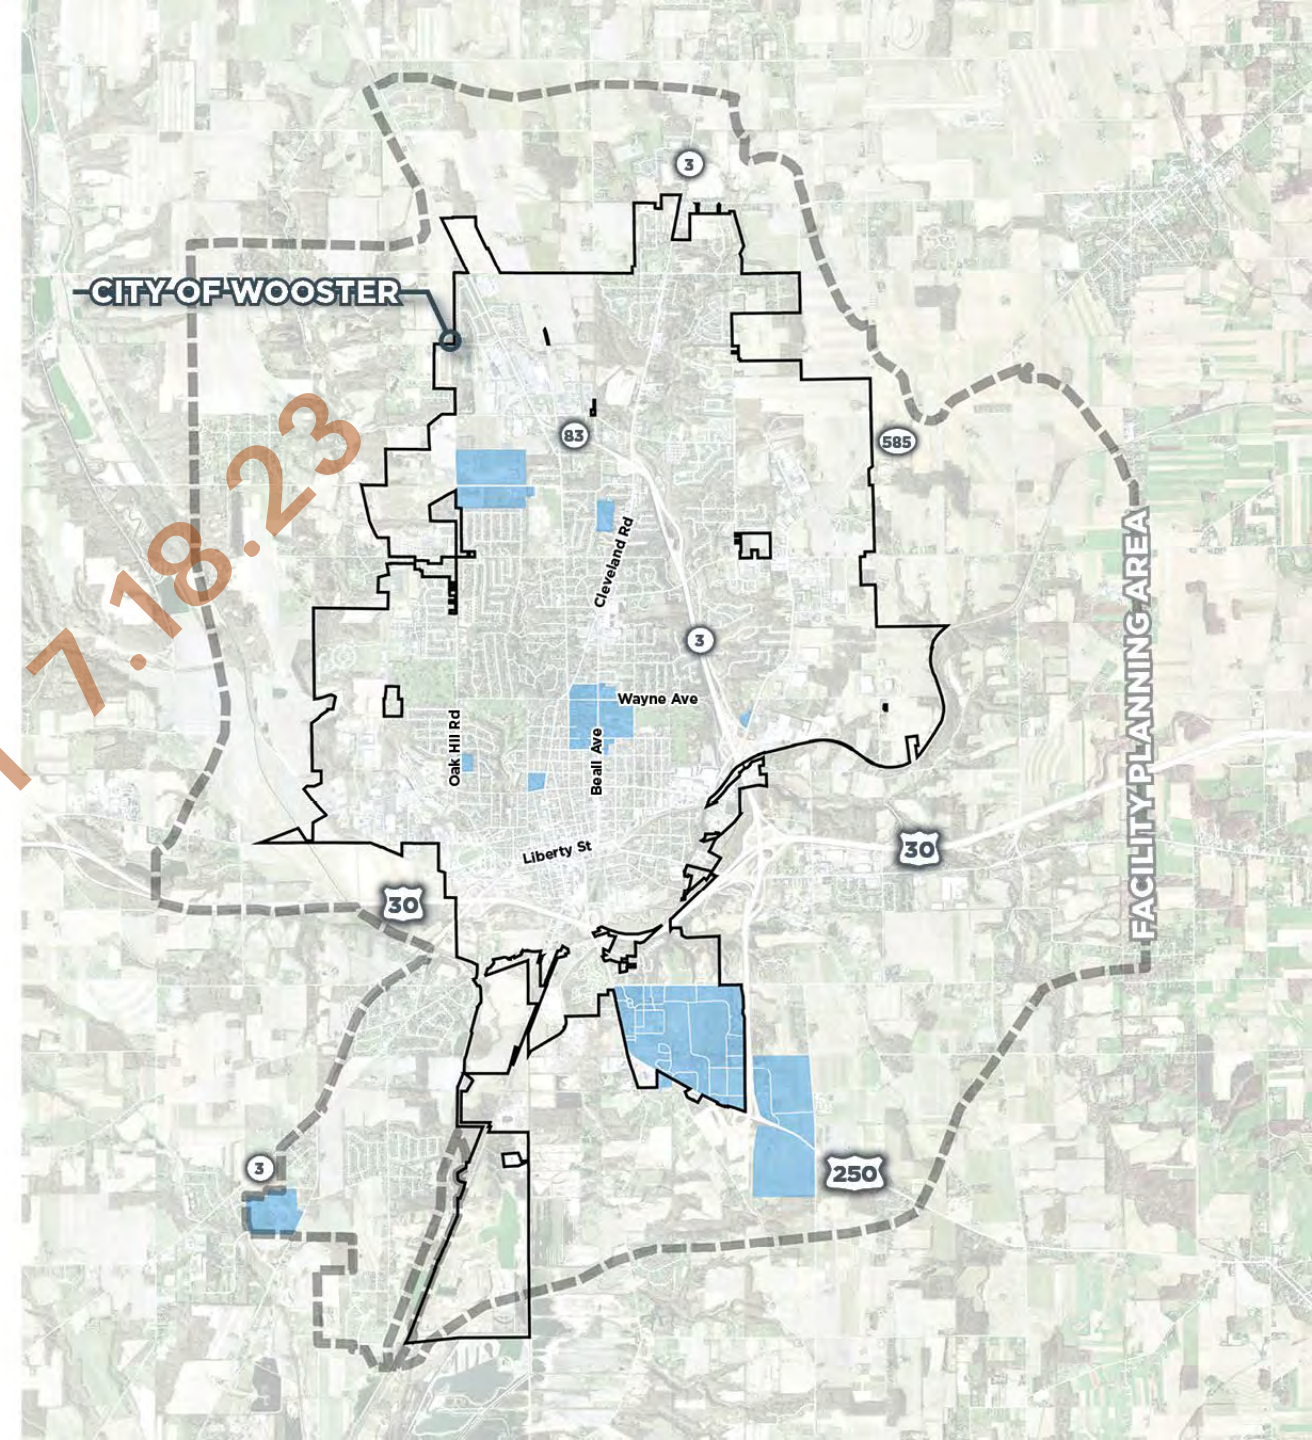 3
CITY OF WOOSTER
7.18.23
83
585
Cleveland Rd
3
Wayne Ave
Oak Hll Rd
Beall Ave
FACILITY PLANNING AREA
Liberty St
30
30
3
250